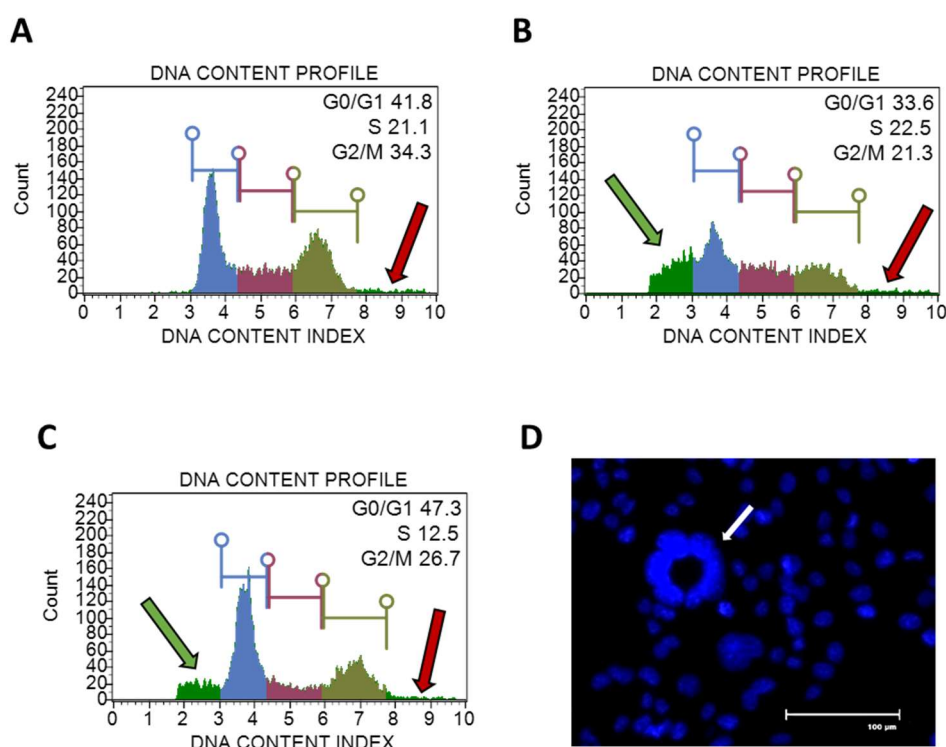 A
DNA CONTENT PROFILE
G0/G1 41.8
S 21.1
G2/M 34.3
240
220
200
180
160
140
120
100
80
60
40
20
0
Count
0 1 2 3 4 5 6 7 8 9 10
DNA CONTENT INDEX
B
DNA CONTENT PROFILE
G0/G1 33.6
S 22.5
G2/M 21.3
240
220
200
180
160
140
120
100
80
60
40
20
0
Count
0 1 2 3 4 5 6 7 8 9 10
DNA CONTENT INDEX
C
DNA CONTENT PROFILE
G0/G1 47.3
S 12.5
G2/M 26.7
240
220
200
180
160
140
120
100
80
60
40
20
0
Count
0 1 2 3 4 5 6 7 8 9 10
DNA CONTENT INDEX
D
100 µm